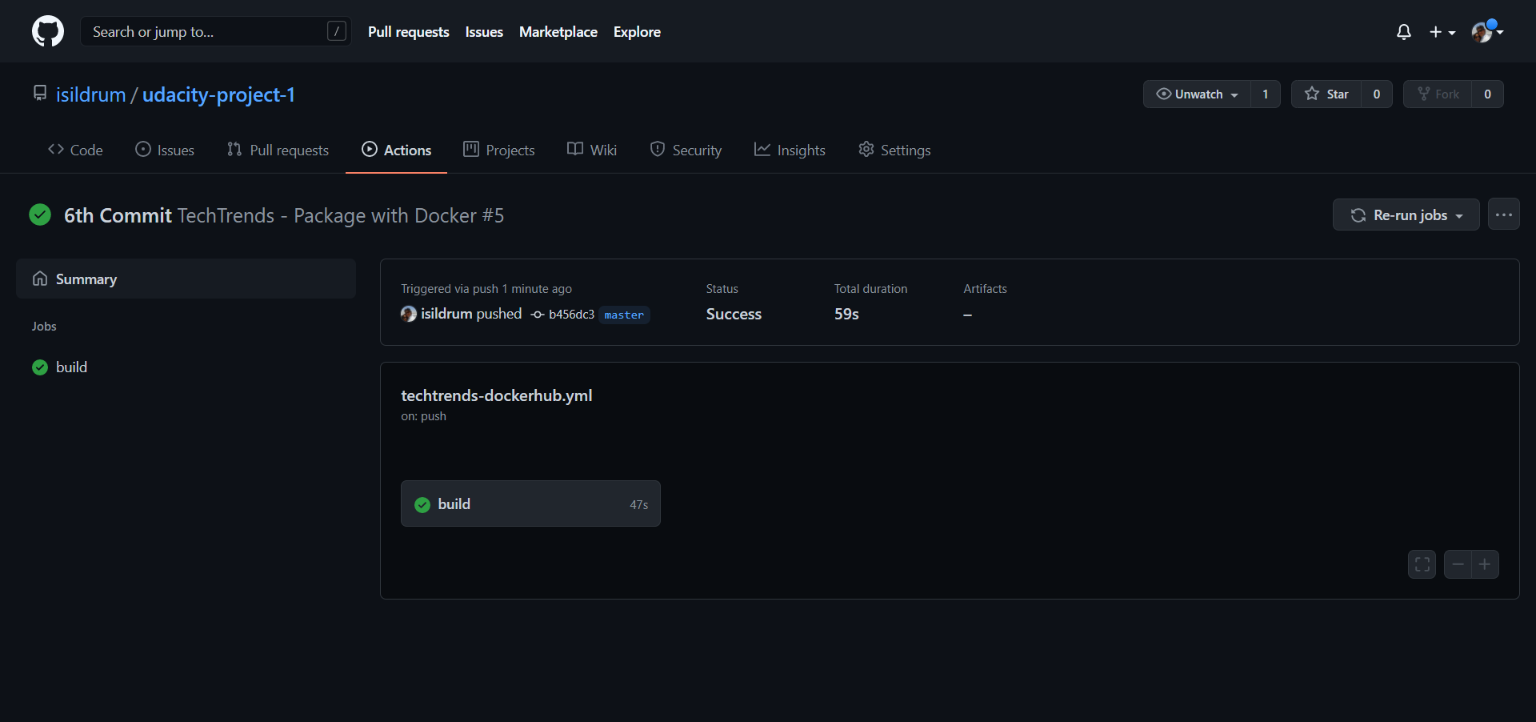 Search or jump to... / Pull requests Issues Marketplace Explore
isildrum / udacity-project-1 Unwatch 1 Star 0 Fork 0
Code Issues Pull requests Actions Projects Wiki Security Insights Settings
6th Commit TechTrends - Package with Docker #5 Re-run jobs ...
Summary
Jobs
build
Triggered via push 1 minute ago Status Total duration Artifacts
isildrum pushed b456dc3 master Success 59s –
techtrends-dockerhub.yml
on: push
build 47s